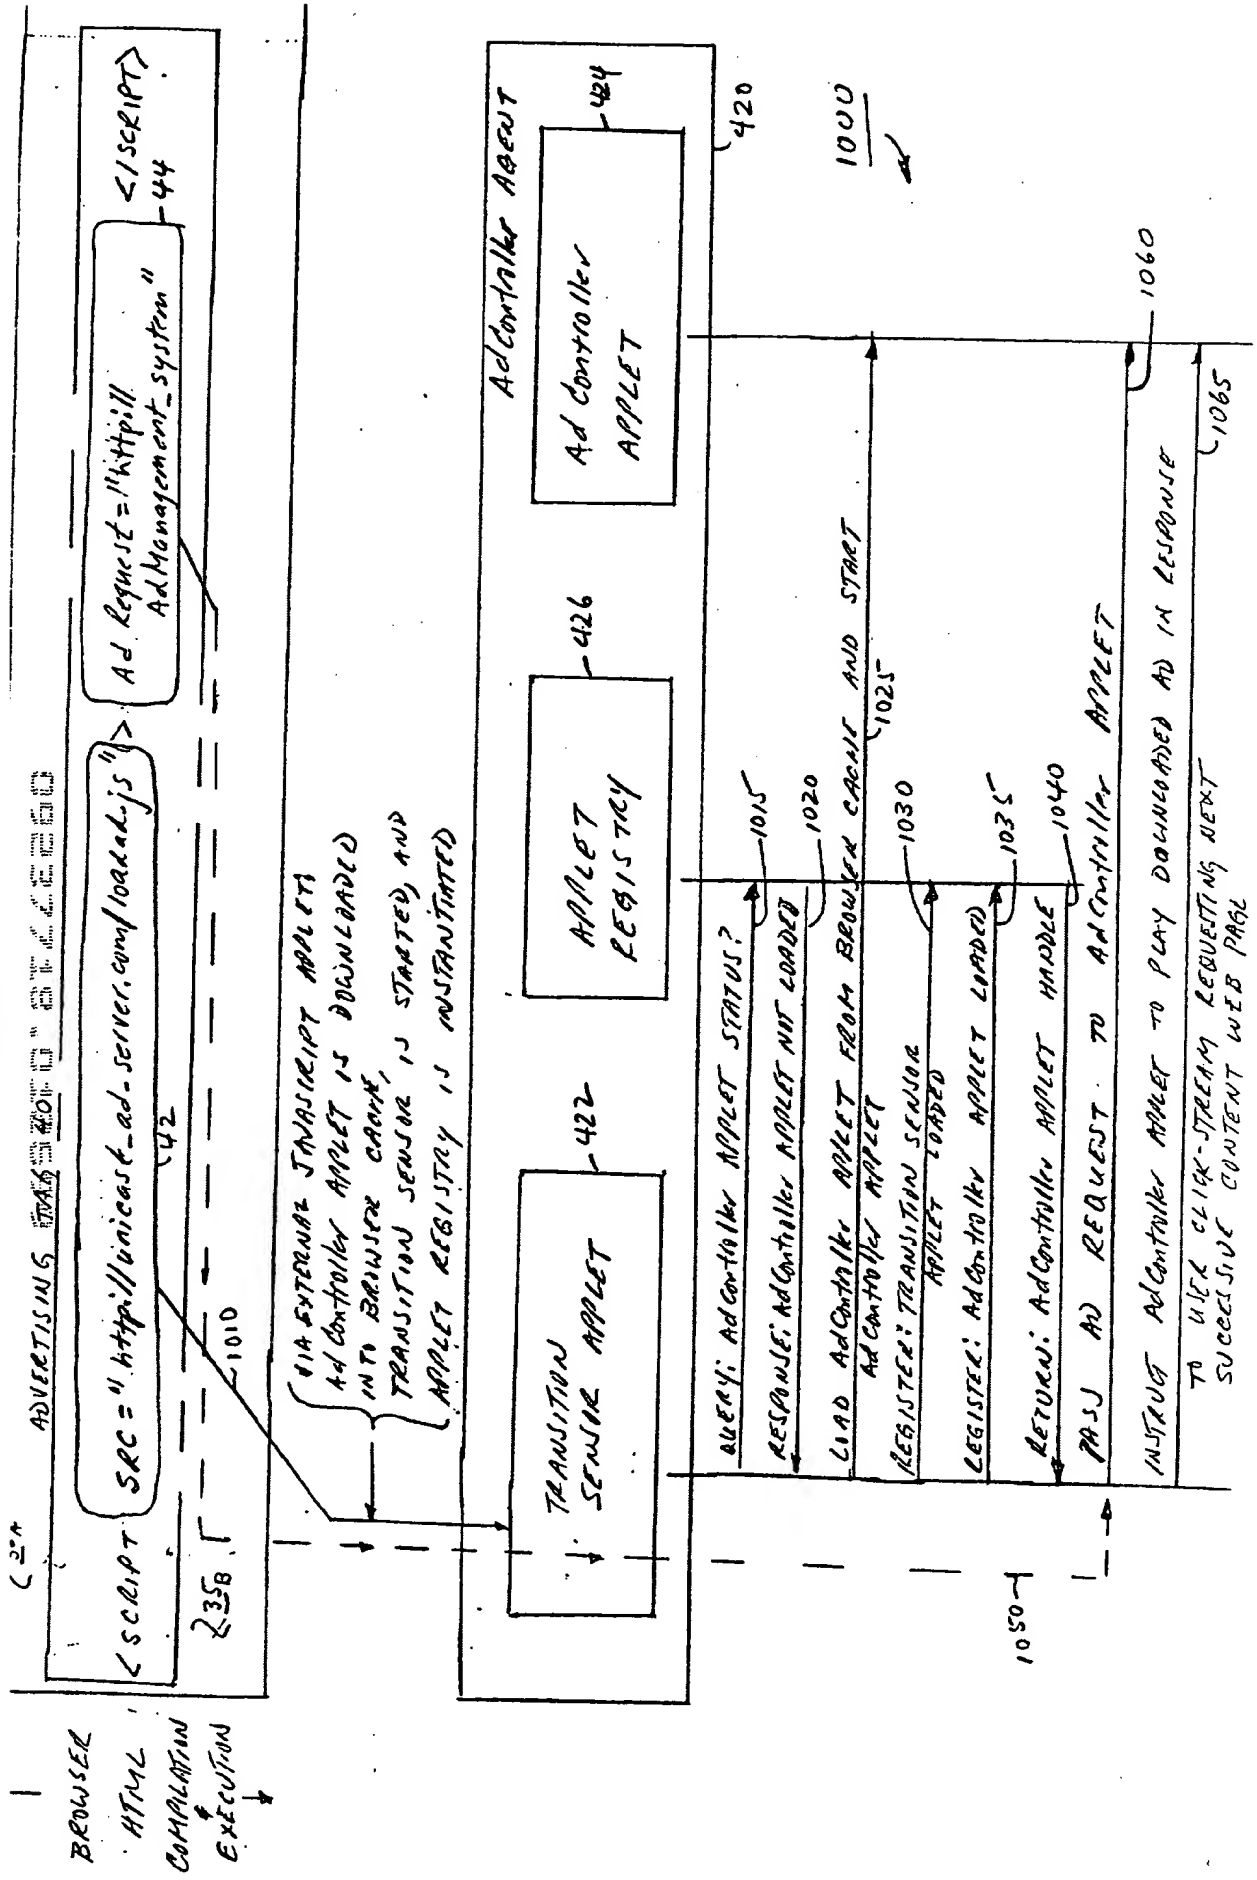 BROWSER
HTML
COMPILATION
&
EXECUTION
ADVERTISING
<SCRIPT SRC="http://unicast_ad-server.com/loadad.js"> Ad Request="http://
AdManagement_system"
</SCRIPT>
42
44
35B
1010
VIA EXTERNAL JAVASCRIPT APPLET;
AdController APPLET IS DOWNLOADED
INTO BROWSER CACHE,
TRANSITION SENSOR IS STARTED, AND
APPLET REGISTRY IS INSTANTIATED
AdController AGENT
TRANSITION
SENSOR APPLET
422
APPLET
REGISTRY
426
Ad Controller
APPLET
424
420
1000
QUERY: AdController APPLET STATUS?
1015
RESPONSE: AdController APPLET NOT LOADED
1020
LOAD AdController APPLET FROM BROWSER CACHE AND START
AdController APPLET
1025
REGISTER: TRANSITION SENSOR
APPLET LOADED
1030
REGISTER: AdController APPLET LOADED
1035
RETURN: AdController APPLET HANDLE
1040
PASS AD REQUEST TO AdController APPLET
1050
1060
INSTRUCT AdController APPLET TO PLAY DOWNLOADED AD IN RESPONSE
1065
TO USER CLICK-STREAM REQUESTING NEXT
SUCCESSIVE CONTENT WEB PAGE